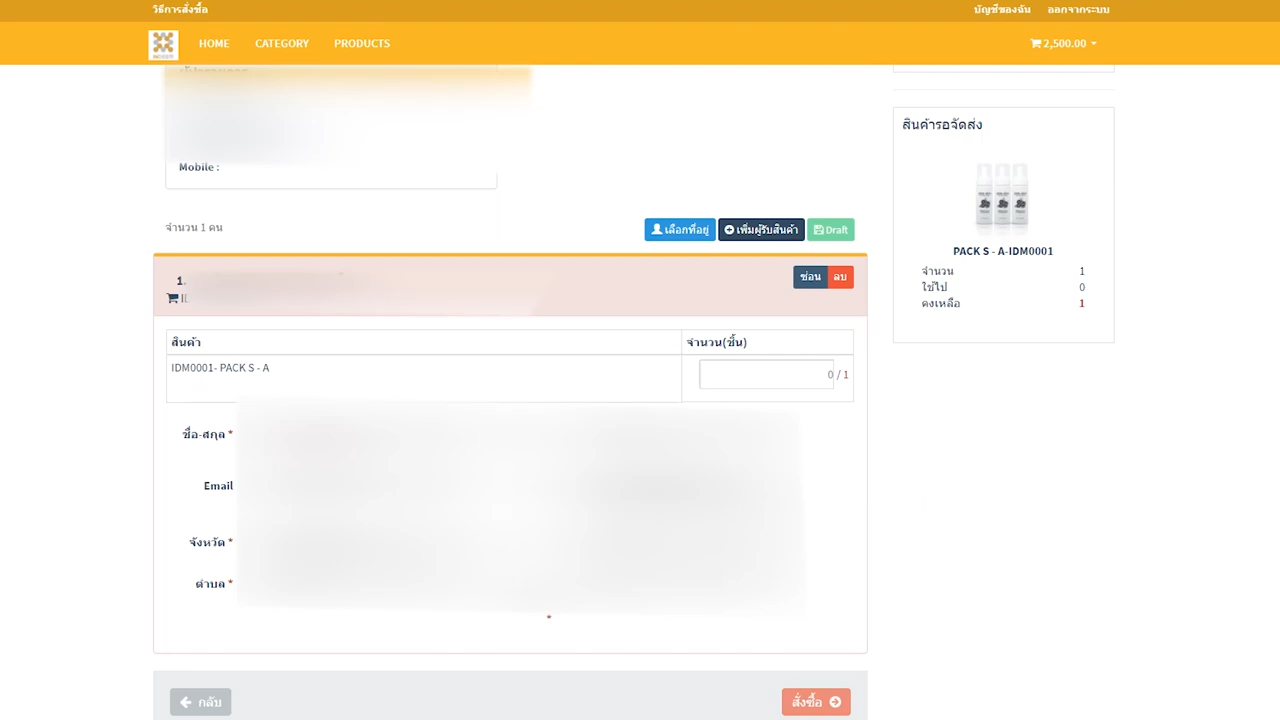 วิธีการสั่งซื้อ
บัญชีของฉัน ออกจากระบบ
HOME CATEGORY PRODUCTS
2,500.00
Mobile :
จำนวน 1 คน
เลือกที่อยู่ เพิ่มผู้รับสินค้า Draft
1.
ซ่อน ลบ
สินค้า จำนวน(ชิ้น)
IDM0001- PACK S - A 0 / 1
ชื่อ-สกุล *
Email
จังหวัด *
ตำบล *
*
กลับ สั่งซื้อ
สินค้ารอจัดส่ง
PACK S - A-IDM0001
จำนวน 1
ใช้ไป 0
คงเหลือ 1